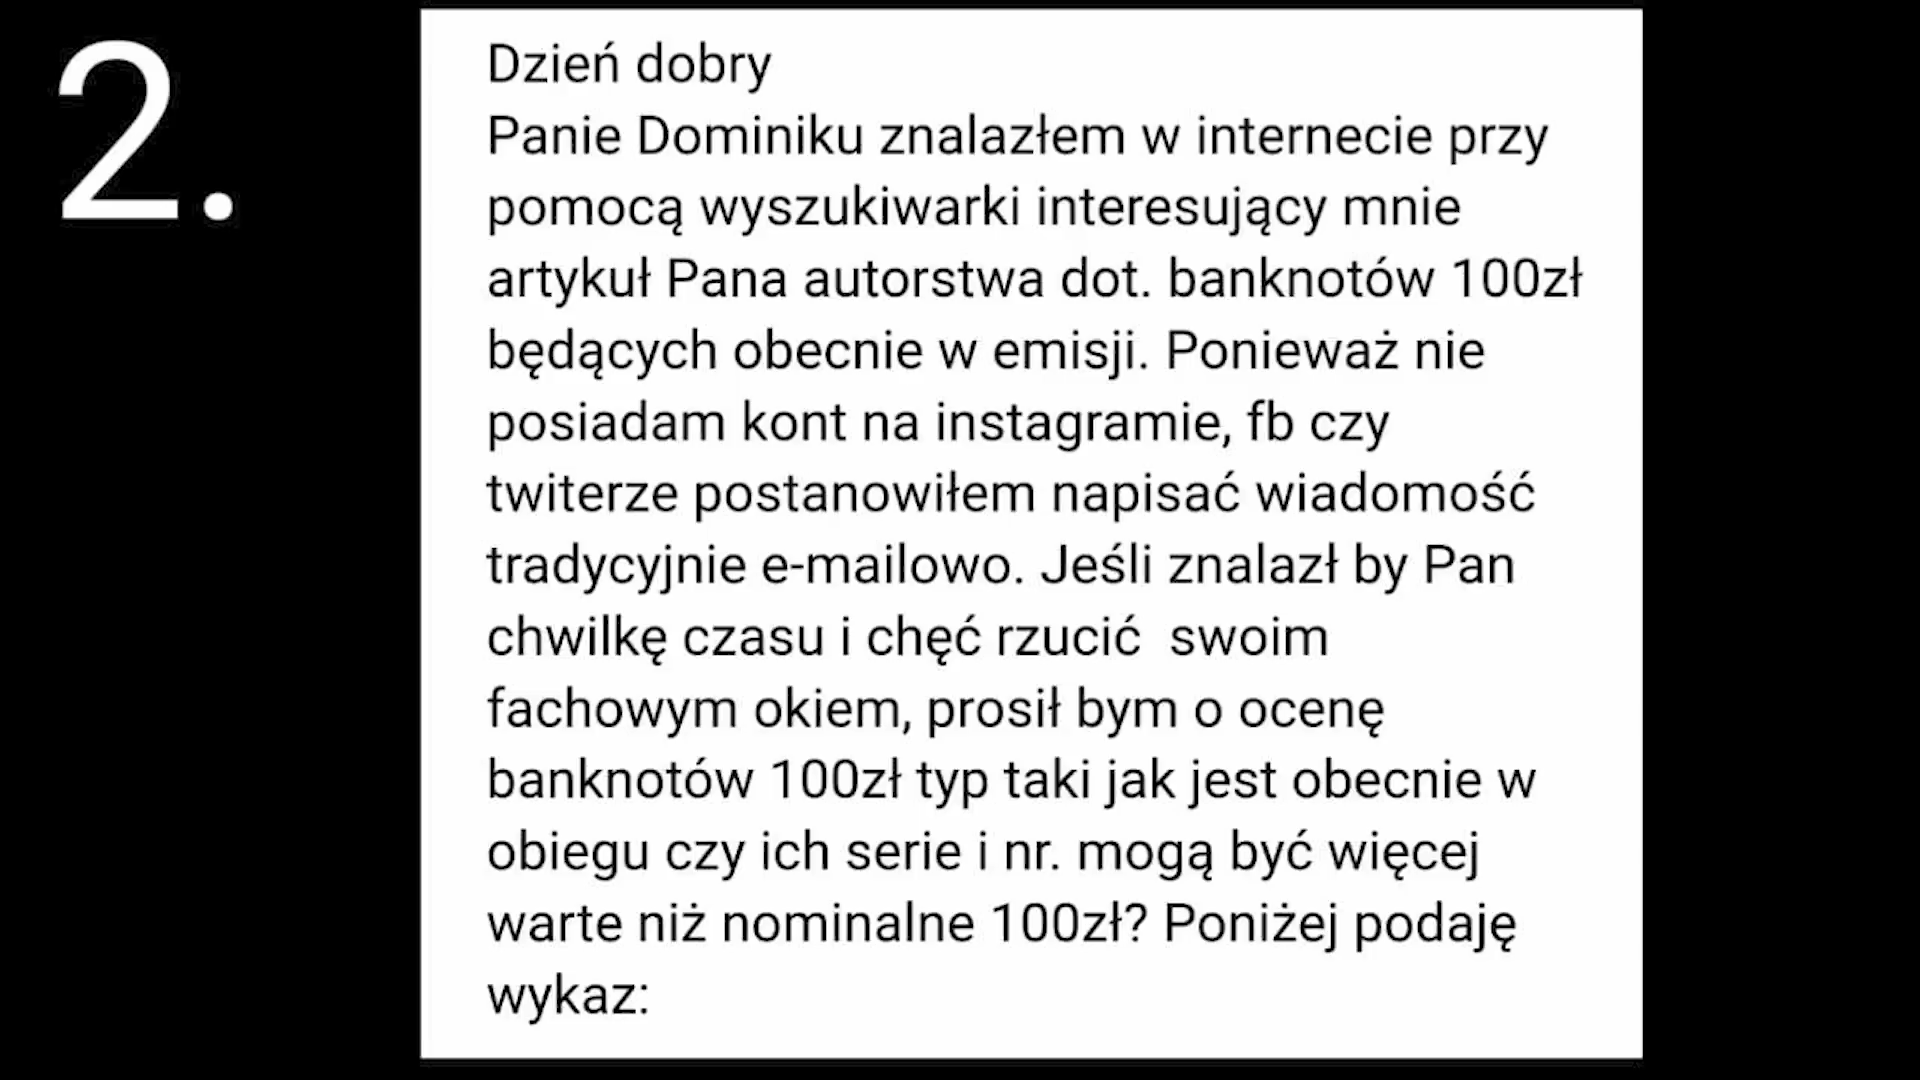 2.
Dzień dobry
Panie Dominiku znalazłem w internecie przy
pomocą wyszukiwarki interesujący mnie
artykuł Pana autorstwa dot. banknotów 100zł
będących obecnie w emisji. Ponieważ nie
posiadam kont na instagramie, fb czy
twiterze postanowiłem napisać wiadomość
tradycyjnie e-mailowo. Jeśli znalazł by Pan
chwilkę czasu i chęć rzucić  swoim
fachowym okiem, prosił bym o ocenę
banknotów 100zł typ taki jak jest obecnie w
obiegu czy ich serie i nr. mogą być więcej
warte niż nominalne 100zł? Poniżej podaję
wykaz: